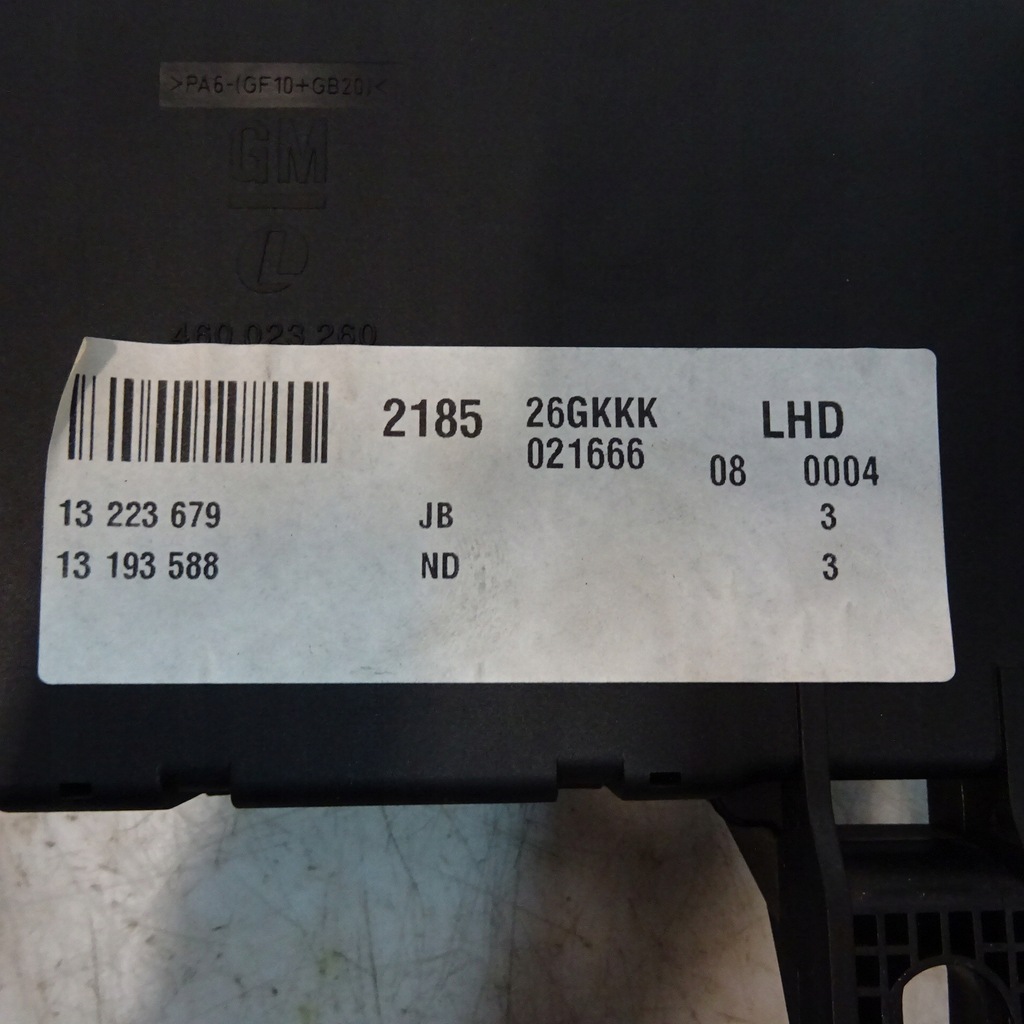 >PA6-(GF10+GB20)<
GM
460 023 260
2185 26GKKK LHD
021666 08 0004
13 223 679 JB 3
13 193 588 ND 3